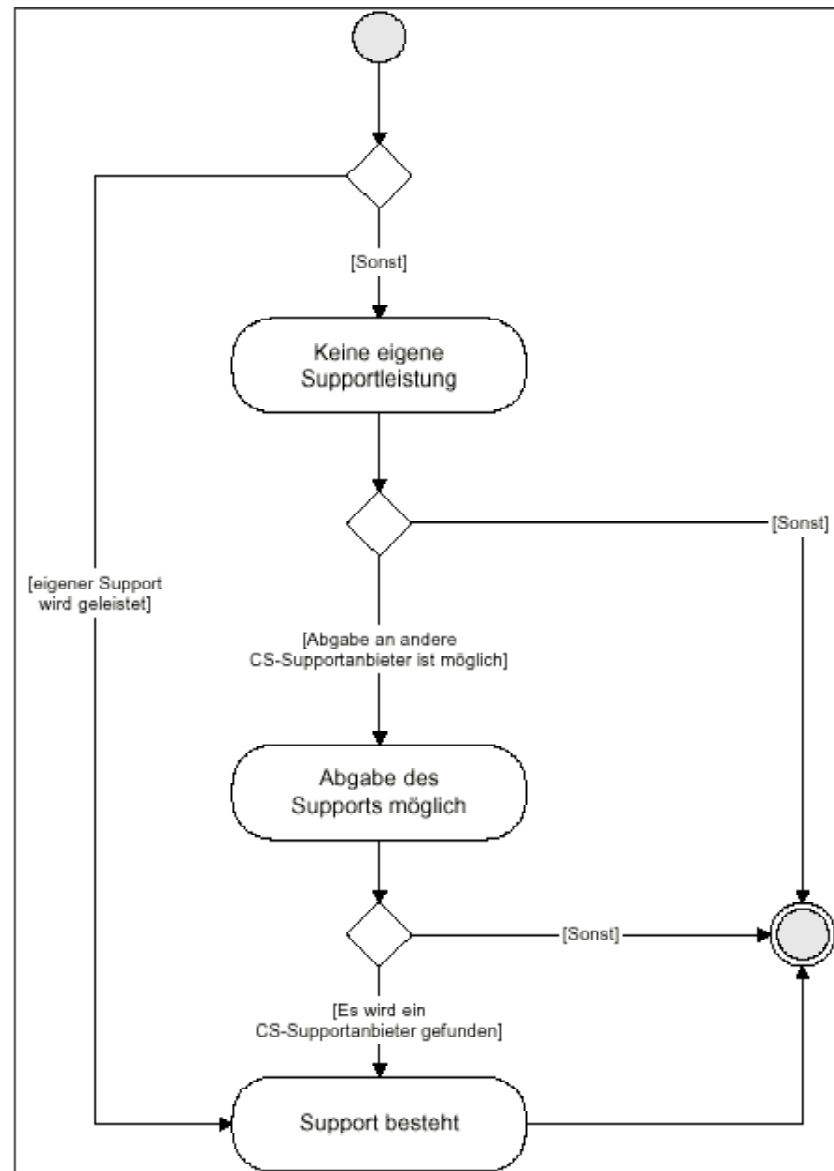 [Sonst]
Keine eigene
Supportleistung
[Sonst]
[eigener Support
wird geleistet]
[Abgabe an andere
CS-Supportanbieter ist möglich]
Abgabe des
Supports möglich
[Sonst]
[Es wird ein
CS-Supportanbieter gefunden]
Support besteht